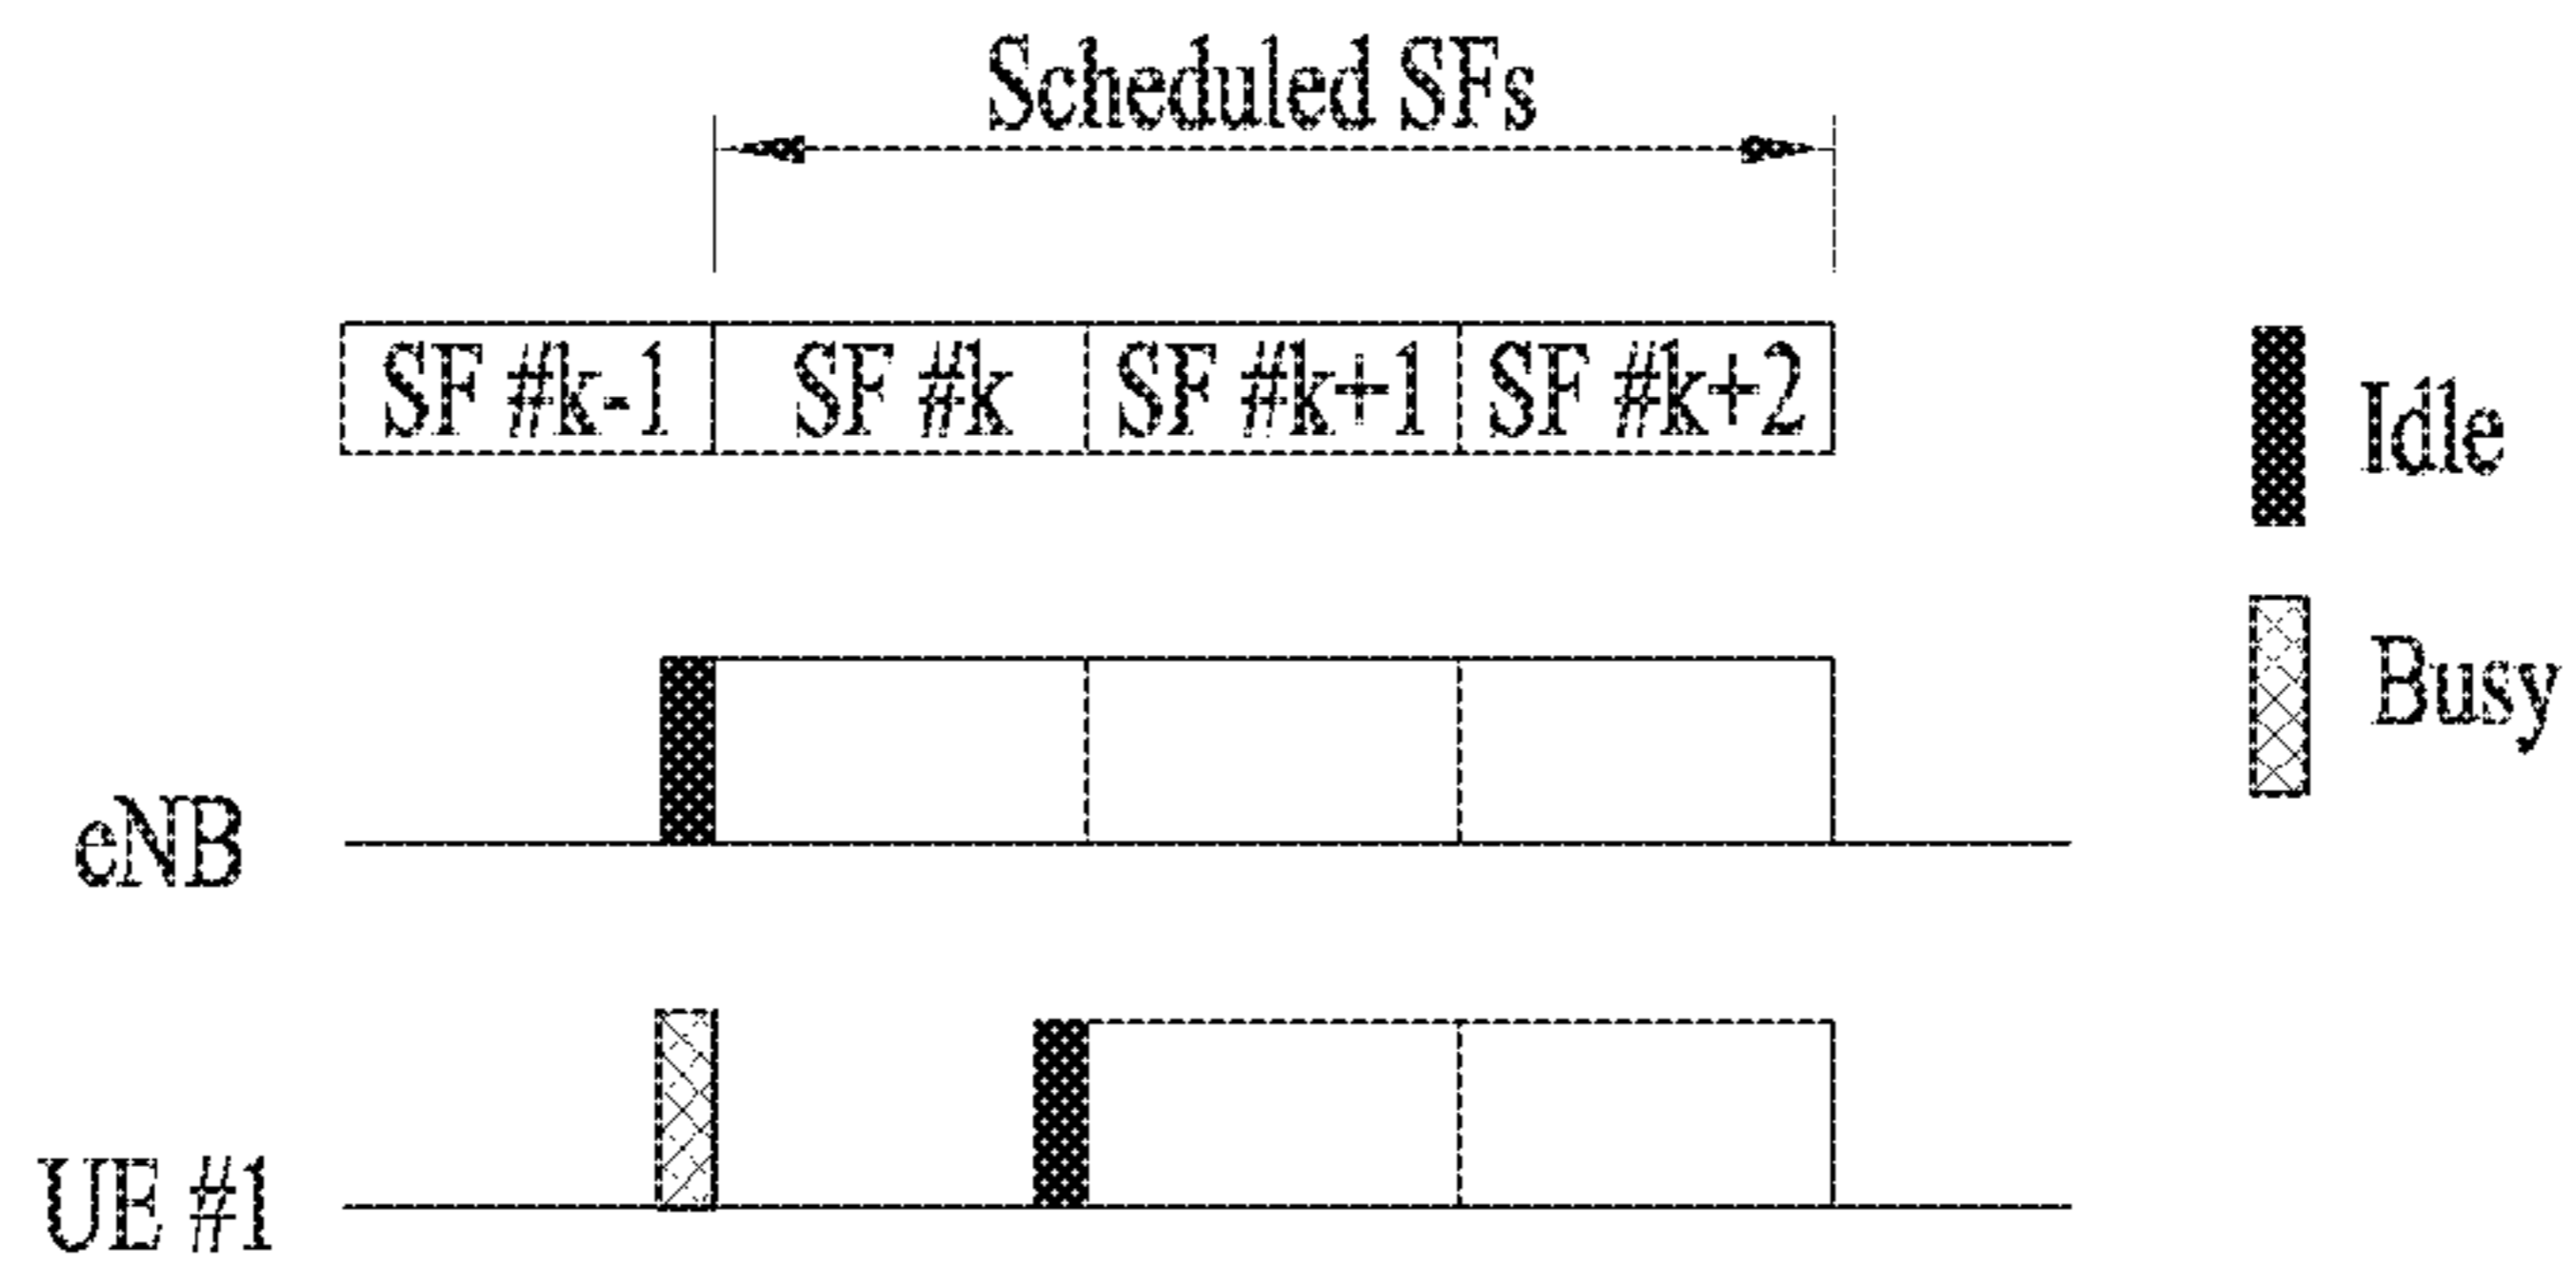 Scheduled SFs
SF #k-1 SF #k SF #k+1 SF #k+2
Idle
Busy
eNB
UE #1